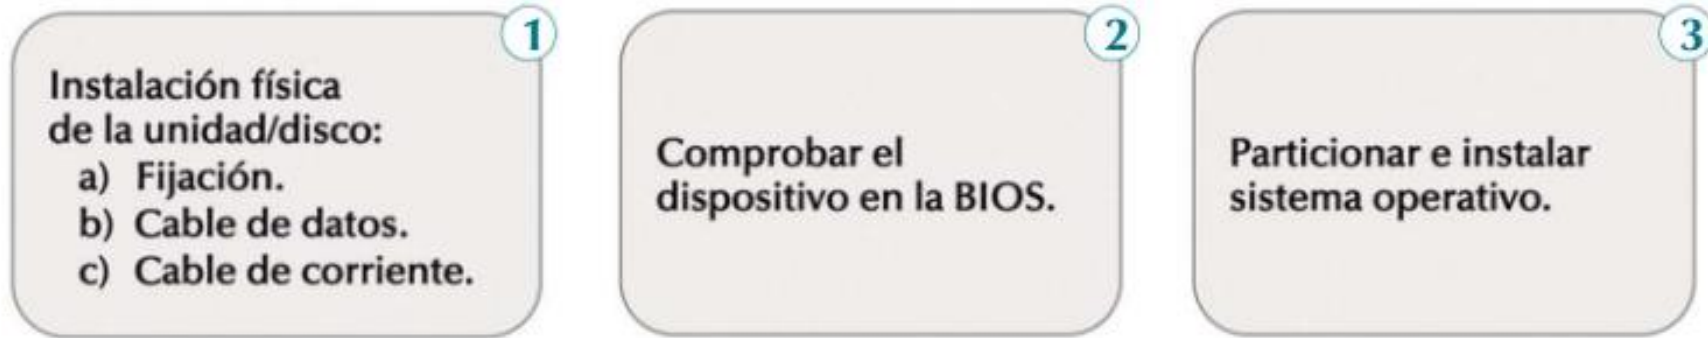 1
Instalación física
de la unidad/disco:
a) Fijación.
b) Cable de datos.
c) Cable de corriente.
2
Comprobar el
dispositivo en la BIOS.
3
Particionar e instalar
sistema operativo.